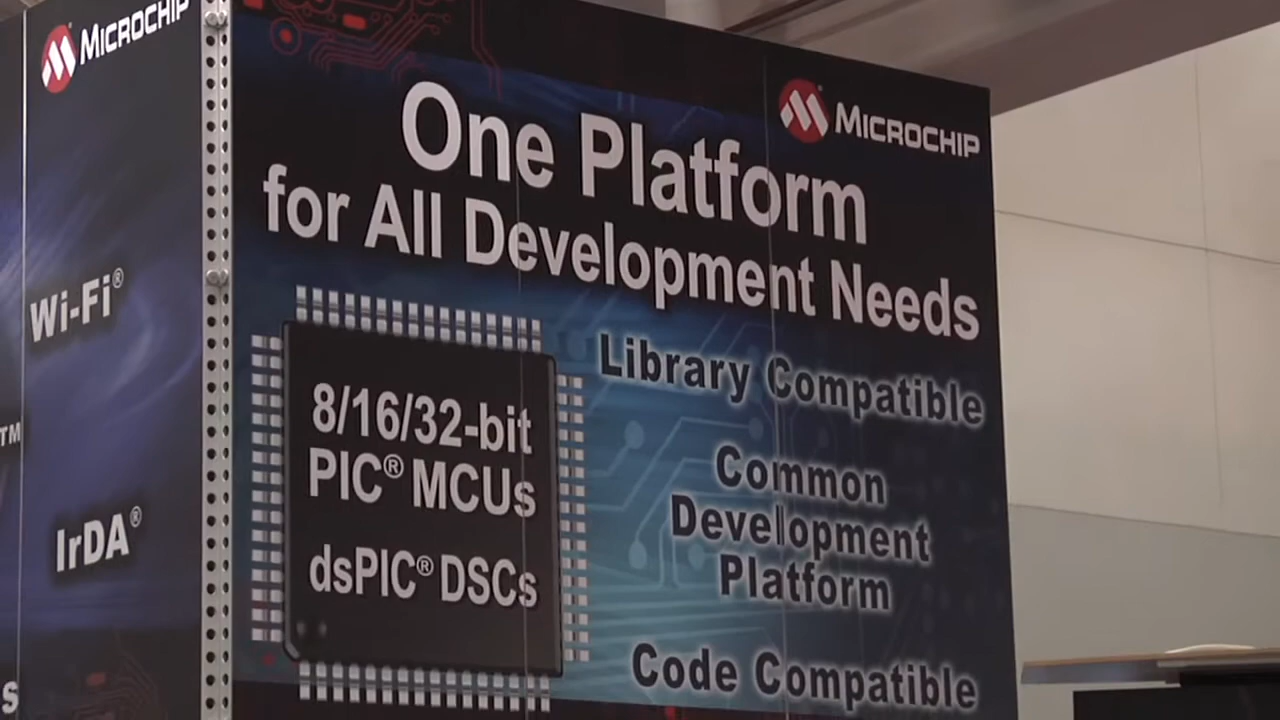 MICROCHIP
Wi-Fi®
TM
IrDA®
s
MICROCHIP
One Platform
for All Development Needs
8/16/32-bit
PIC® MCUs
dsPIC® DSCs
Library Compatible
Common
Development
Platform
Code Compatible